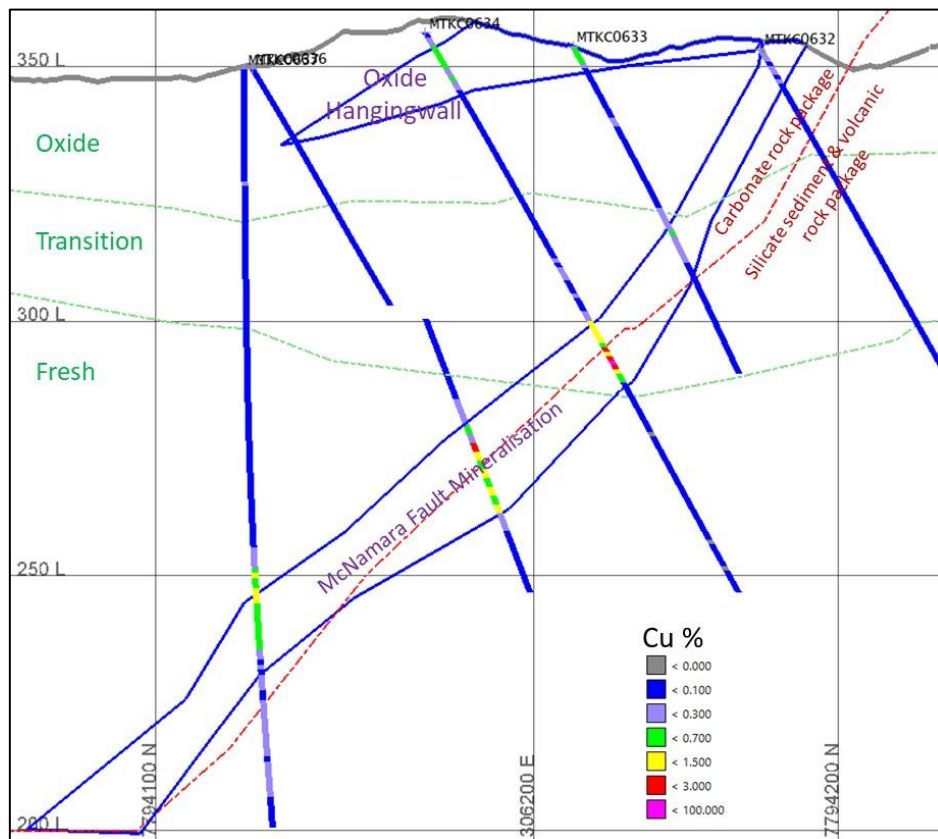 MTKC0634
MTKC0633
MTKC0632
350 L
Oxide
Hangingwall
Oxide
Carbonate rock package
Silicate sediment & volcanic
rock package
Transition
300 L
Fresh
McNamara Fault Mineralisation
250 L
Cu %
< 0.000
< 0.100
< 0.300
< 0.700
< 1.500
< 3.000
< 100.000
200 L
794100 N
306200 E
7794200 N